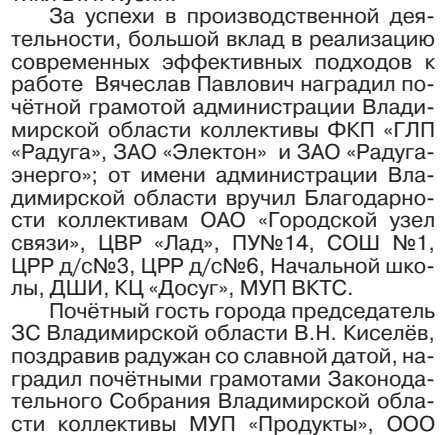 За успехи в производственной дея-
тельности, большой вклад в реализацию
современных эффективных подходов к
работе Вячеслав Павлович наградил по-
чётной грамотой администрации Влади-
мирской области коллективы ФКП «ГЛП
«Радуга», ЗАО «Электон» и ЗАО «Радуга-
энерго»; от имени администрации Вла-
димирской области вручил Благодарно-
сти коллективам ОАО «Городской узел
связи», ЦВР «Лад», ПУ№14, СОШ №1,
ЦРР д/с№3, ЦРР д/с№6, Начальной шко-
лы, ДШИ, КЦ «Досуг», МУП ВКТС.
Почётный гость города председатель
ЗС Владимирской области В.Н. Киселёв,
поздравив радужан со славной датой, на-
градил почётными грамотами Законода-
тельного Собрания Владимирской обла-
сти коллективы МУП «Продукты», ООО